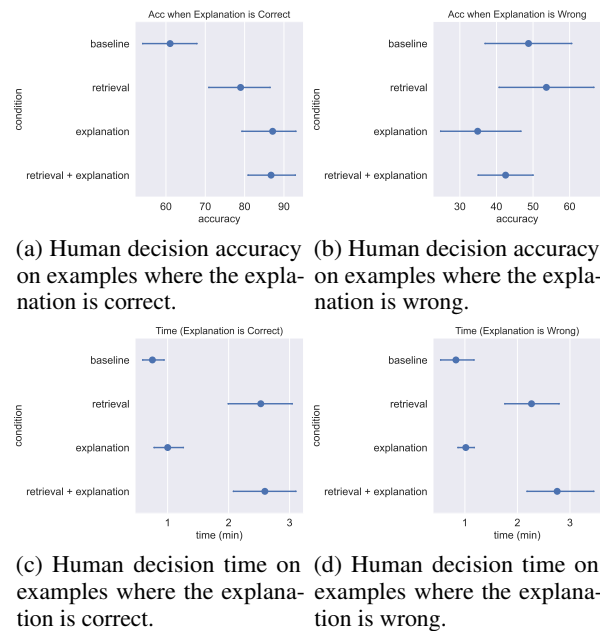 Acc when Explanation is Correct
baseline
retrieval
explanation
retrieval + explanation
condition
60 70 80 90
accuracy
Acc when Explanation is Wrong
baseline
retrieval
explanation
retrieval + explanation
condition
30 40 50 60
accuracy
(a) Human decision accuracy
on examples where the expla-
nation is correct.
(b) Human decision accuracy
on examples where the expla-
nation is wrong.
Time (Explanation is Correct)
baseline
retrieval
explanation
retrieval + explanation
condition
1 2 3
time (min)
Time (Explanation is Wrong)
baseline
retrieval
explanation
retrieval + explanation
condition
1 2 3
time (min)
(c) Human decision time on
examples where the explana-
tion is correct.
(d) Human decision time on
examples where the explana-
tion is wrong.